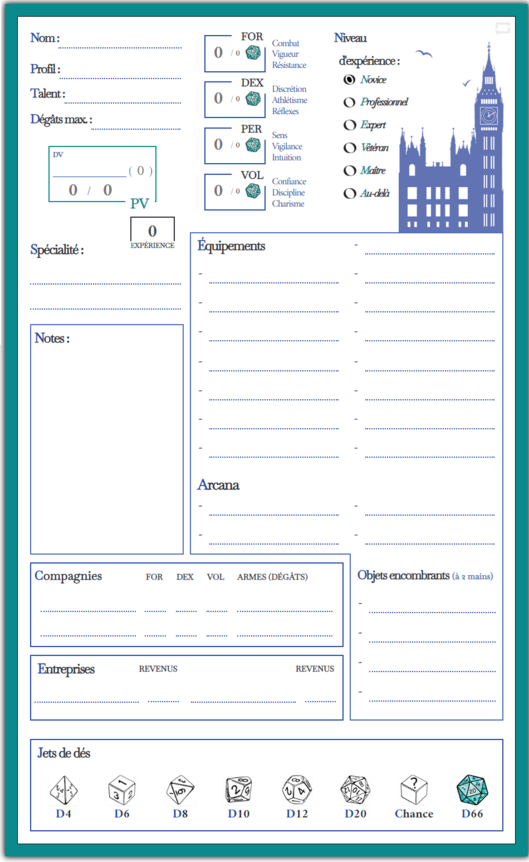 Nom :
Profil :
Talent :
Dégâts max. :
DV
( 0 )
0 / 0
PV
0
EXPÉRIENCE
FOR
0 / 0
Combat
Vigueur
Résistance
DEX
0 / 0
Discrétion
Athlétisme
Réflexes
PER
0 / 0
Sens
Vigilance
Intuition
VOL
0 / 0
Confiance
Discipline
Charisme
Niveau
d'expérience :
Novice
Professionnel
Expert
Vétéran
Maître
Au-delà
Spécialité :
Notes :
Équipements
- -
- -
- -
- -
- -
- -
- -
-
Arcana
- -
- -
Compagnies FOR DEX VOL ARMES (DÉGÂTS)
Entreprises REVENUS REVENUS
Objets encombrants (à 2 mains)
-
-
-
-
Jets de dés
D4 D6 D8 D10 D12 D20 Chance D66